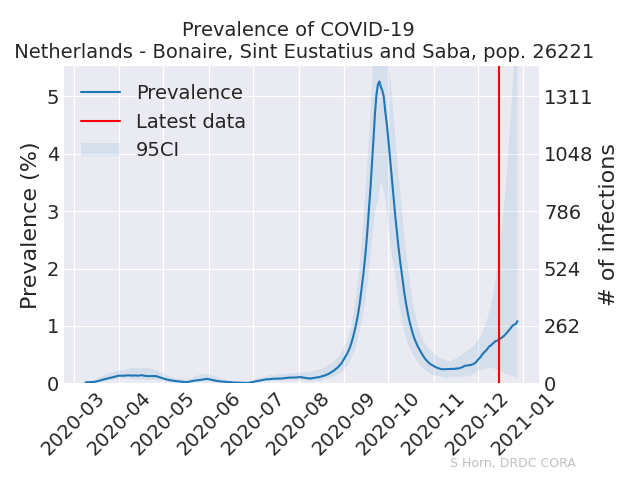 Prevalence of COVID-19
Netherlands - Bonaire, Sint Eustatius and Saba, pop. 26221
Prevalence
Latest data
95CI
Prevalence (%)
5
4
3
2
1
0
1311
1048
786
524
262
0
# of infections
2020-03
2020-04
2020-05
2020-06
2020-07
2020-08
2020-09
2020-10
2020-11
2020-12
2021-01
S Horn, DRDC CORA